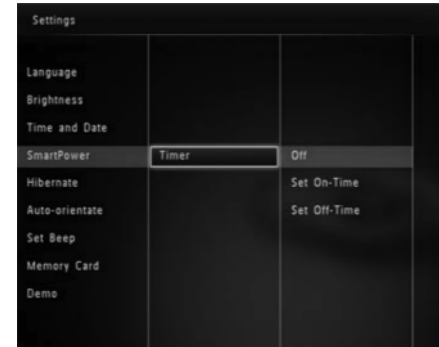 Settings
Language
Brightness
Time and Date
SmartPower Timer Off
Hibernate Set On-Time
Auto-orientate Set Off-Time
Set Beep
Memory Card
Demo